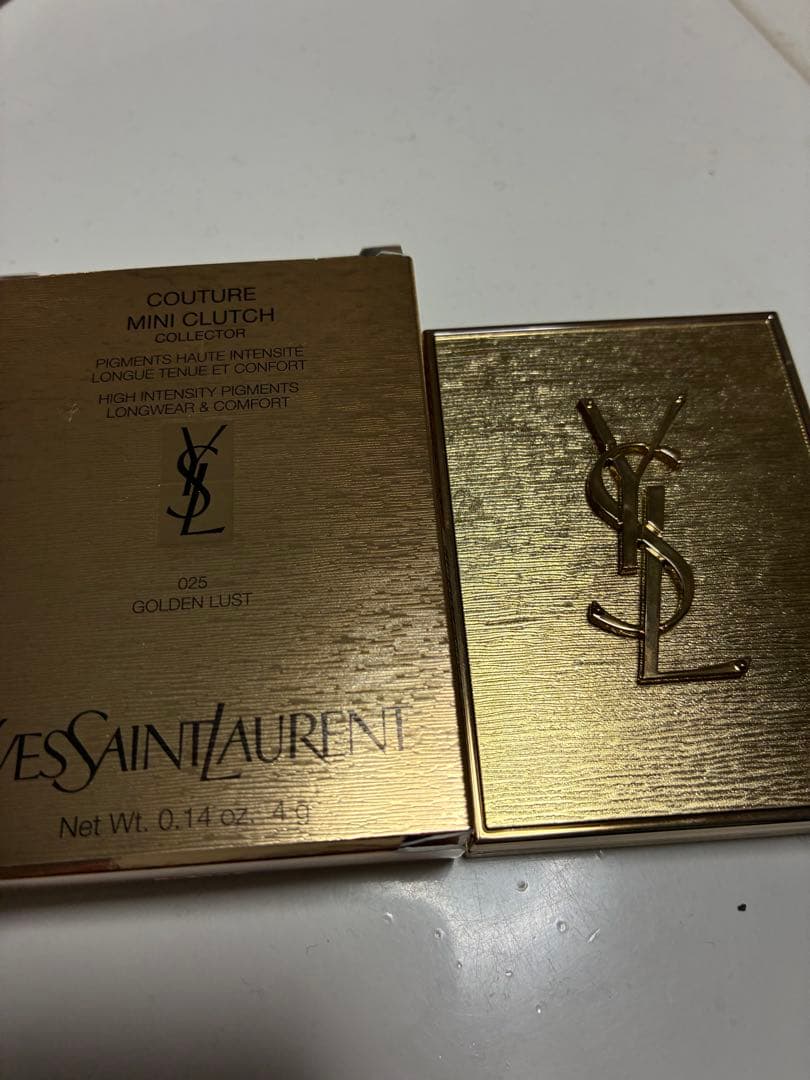 COUTURE
MINI CLUTCH
COLLECTOR
PIGMENTS HAUTE INTENSITÉ
LONGUE TENUE ET CONFORT
HIGH INTENSITY PIGMENTS
LONGWEAR & COMFORT
YSL
025
GOLDEN LUST
YVESSAINTLAURENT
Net Wt. 0.14 oz. 4 g
YSL